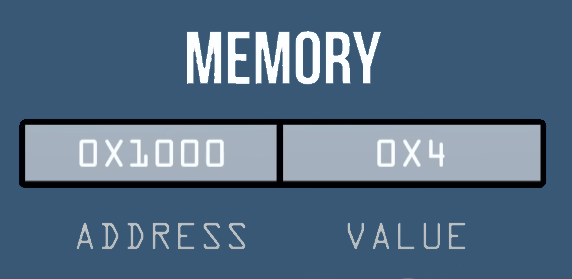 MEMORY
0X1000 0X4
ADDRESS VALUE